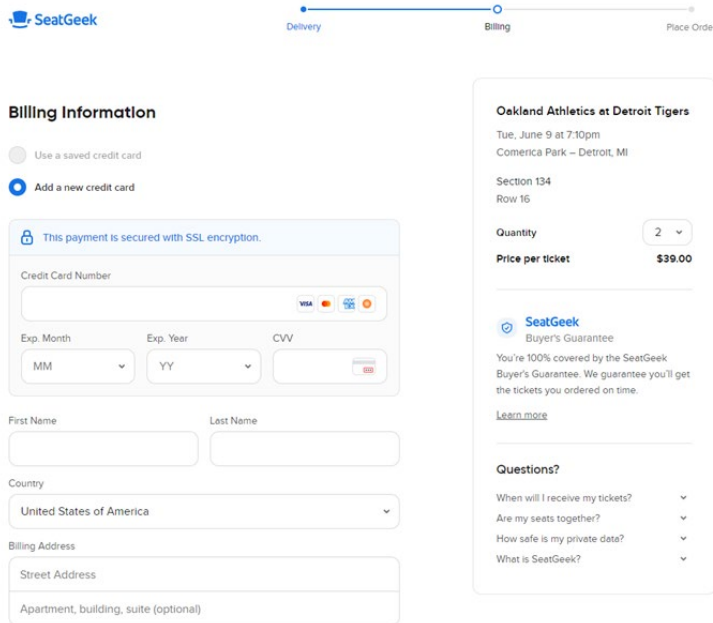 SeatGeek
Delivery
Billing
Place Orde
Billing Information
Use a saved credit card
Add a new credit card
This payment is secured with SSL encryption.
Credit Card Number
VISA
Exp. Month Exp. Year CVV
MM YY
First Name Last Name
Country
United States of America
Billing Address
Street Address
Apartment, building, suite (optional)
Oakland Athletics at Detroit Tigers
Tue, June 9 at 7:10pm
Comerica Park – Detroit, MI
Section 134
Row 16
Quantity 2
Price per ticket $39.00
SeatGeek
Buyer's Guarantee
You're 100% covered by the SeatGeek
Buyer's Guarantee. We guarantee you'll get
the tickets you ordered on time.
Learn more
Questions?
When will I receive my tickets?
Are my seats together?
How safe is my private data?
What is SeatGeek?